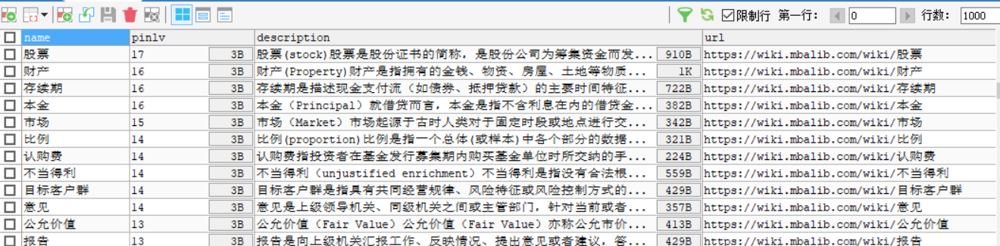 限制行 第一行： 0 行数： 1000
name pinlv description url
股票 17 3B 股票(stock)股票是股份证书的简称，是股份公司为筹集资金而发... 910B https://wiki.mbalib.com/wiki/股票
财产 16 3B 财产(Property)财产是指拥有的金钱、物资、房屋、土地等物质... 1K https://wiki.mbalib.com/wiki/财产
存续期 16 3B 存续期是描述现金支付流（如债券、抵押贷款）的主要时间特征... 722B https://wiki.mbalib.com/wiki/存续期
本金 16 3B 本金（Principal）就借贷而言，本金是指不含利息在内的借贷金... 382B https://wiki.mbalib.com/wiki/本金
市场 15 3B 市场（Market）市场起源于古时人类对于固定时段或地点进行交... 342B https://wiki.mbalib.com/wiki/市场
比例 14 3B 比例(proportion)比例是指一个总体(或样本)中各个部分的数据... 321B https://wiki.mbalib.com/wiki/比例
认购费 14 3B 认购费指投资者在基金发行募集期内购买基金单位时所交纳的手... 224B https://wiki.mbalib.com/wiki/认购费
不当得利 14 3B 不当得利（unjustified enrichment）不当得利是指没有合法根... 559B https://wiki.mbalib.com/wiki/不当得利
目标客户群 14 3B 目标客户群是指具有共同经营规律、风险特征或风险控制方式的... 429B https://wiki.mbalib.com/wiki/目标客户群
意见 14 3B 意见是上级领导机关、同级机关之间或主管部门，针对当前或者... 357B https://wiki.mbalib.com/wiki/意见
公允价值 13 3B 公允价值（Fair Value）公允价值（Fair Value）亦称公允市价... 413B https://wiki.mbalib.com/wiki/公允价值
报告 13 3B 报告是向上级机关汇报工作、反映情况、提出意见或者建议，答... 429B https://wiki.mbalib.com/wiki/报告